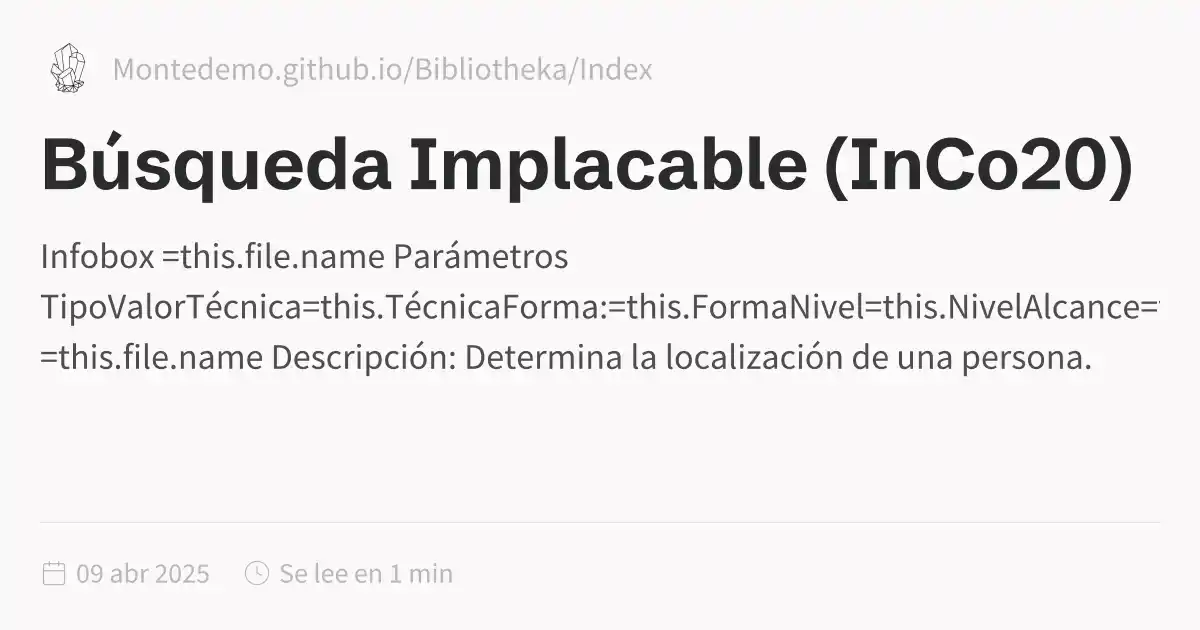 Montedemo.github.io/Bibliotheka/Index
Búsqueda Implacable (InCo20)
Infobox =this.file.name Parámetros
TipoValorTécnica=this.TécnicaForma:=this.FormaNivel=this.NivelAlcance=
=this.file.name Descripción: Determina la localización de una persona.
09 abr 2025
Se lee en 1 min